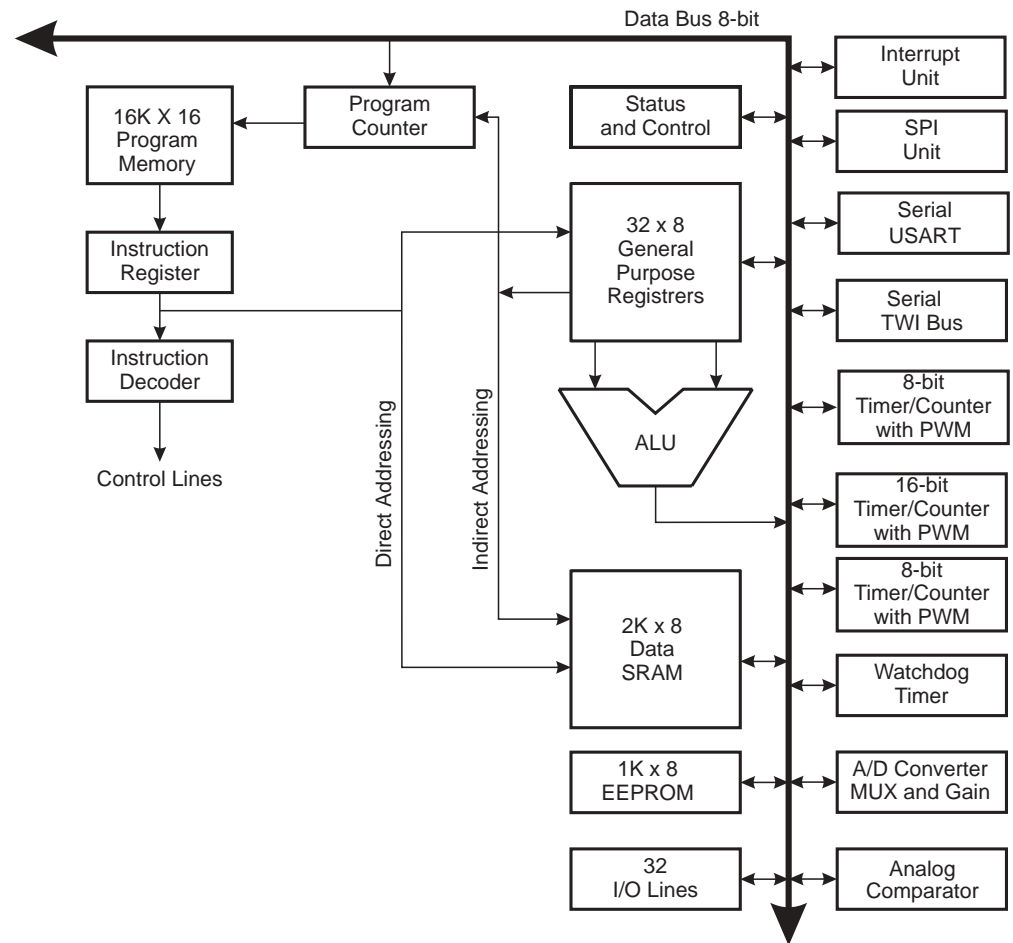 Data Bus 8-bit
16K X 16
Program
Memory
Program
Counter
Status
and Control
Interrupt
Unit
SPI
Unit
Instruction
Register
32 x 8
General
Purpose
Registrers
Serial
USART
Serial
TWI Bus
Instruction
Decoder
Control Lines
Direct Addressing
Indirect Addressing
ALU
8-bit
Timer/Counter
with PWM
16-bit
Timer/Counter
with PWM
8-bit
Timer/Counter
with PWM
2K x 8
Data
SRAM
Watchdog
Timer
1K x 8
EEPROM
A/D Converter
MUX and Gain
32
I/O Lines
Analog
Comparator